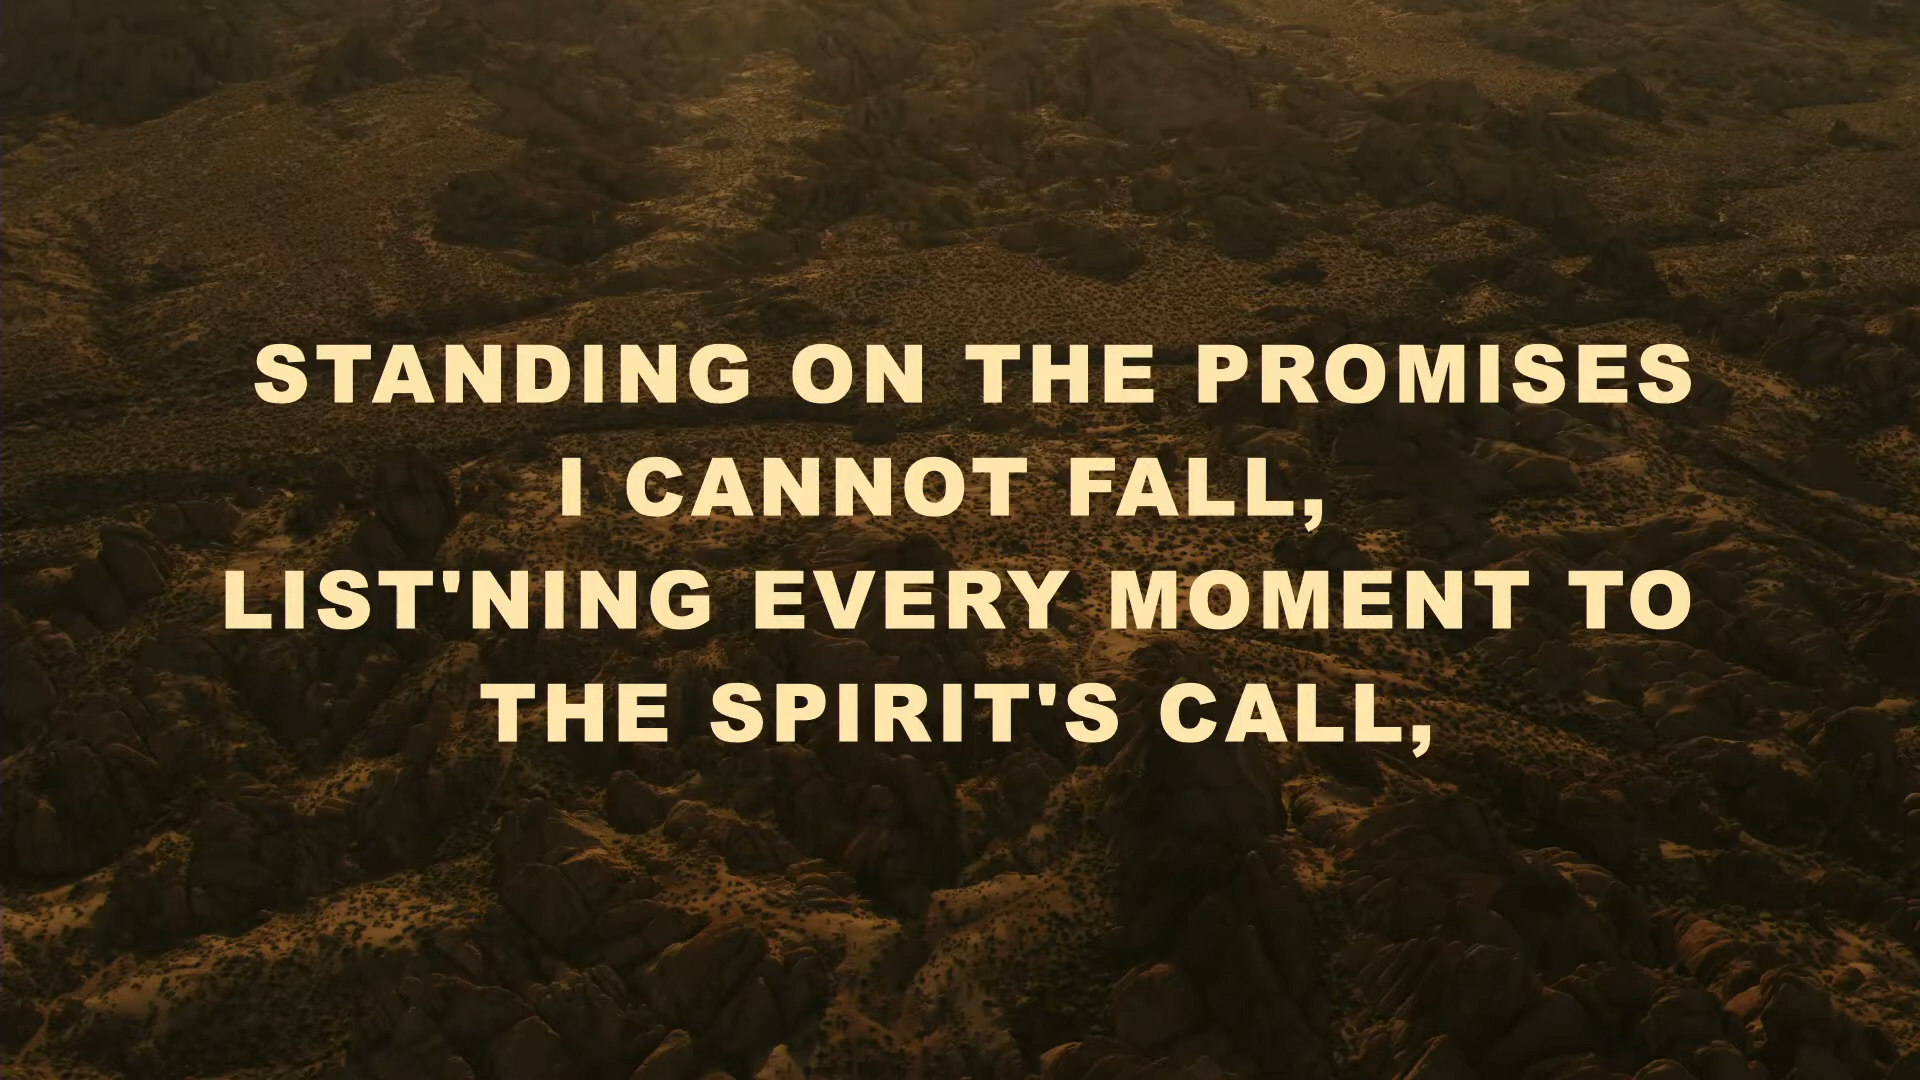 STANDING ON THE PROMISES
I CANNOT FALL,
LIST'NING EVERY MOMENT TO
THE SPIRIT'S CALL,